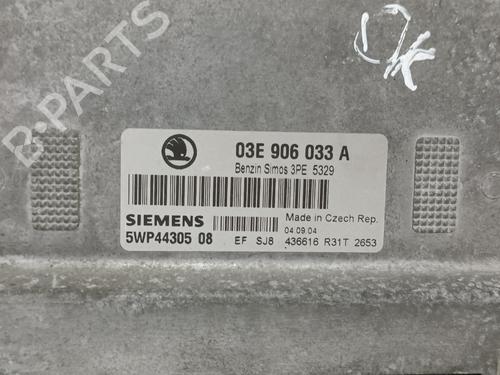 OK
B-PARTS
03E 906 033 A
Benzin Simos 3PE 5329
SIEMENS
Made in Czech Rep.
04.09.04
5WP44305 08 EF SJ8 436616 R31T 2653